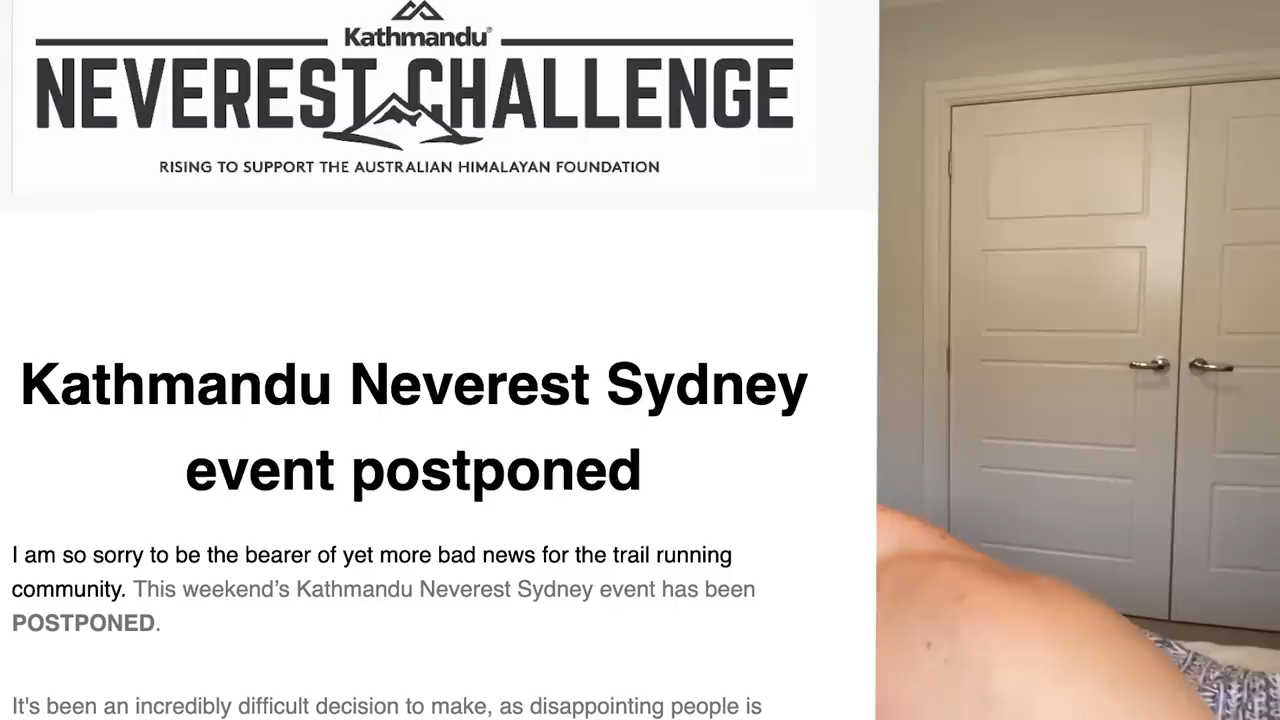 Kathmandu®
NEVEREST CHALLENGE
RISING TO SUPPORT THE AUSTRALIAN HIMALAYAN FOUNDATION
Kathmandu Neverest Sydney
event postponed
I am so sorry to be the bearer of yet more bad news for the trail running
community. This weekend’s Kathmandu Neverest Sydney event has been
POSTPONED.
It's been an incredibly difficult decision to make, as disappointing people is